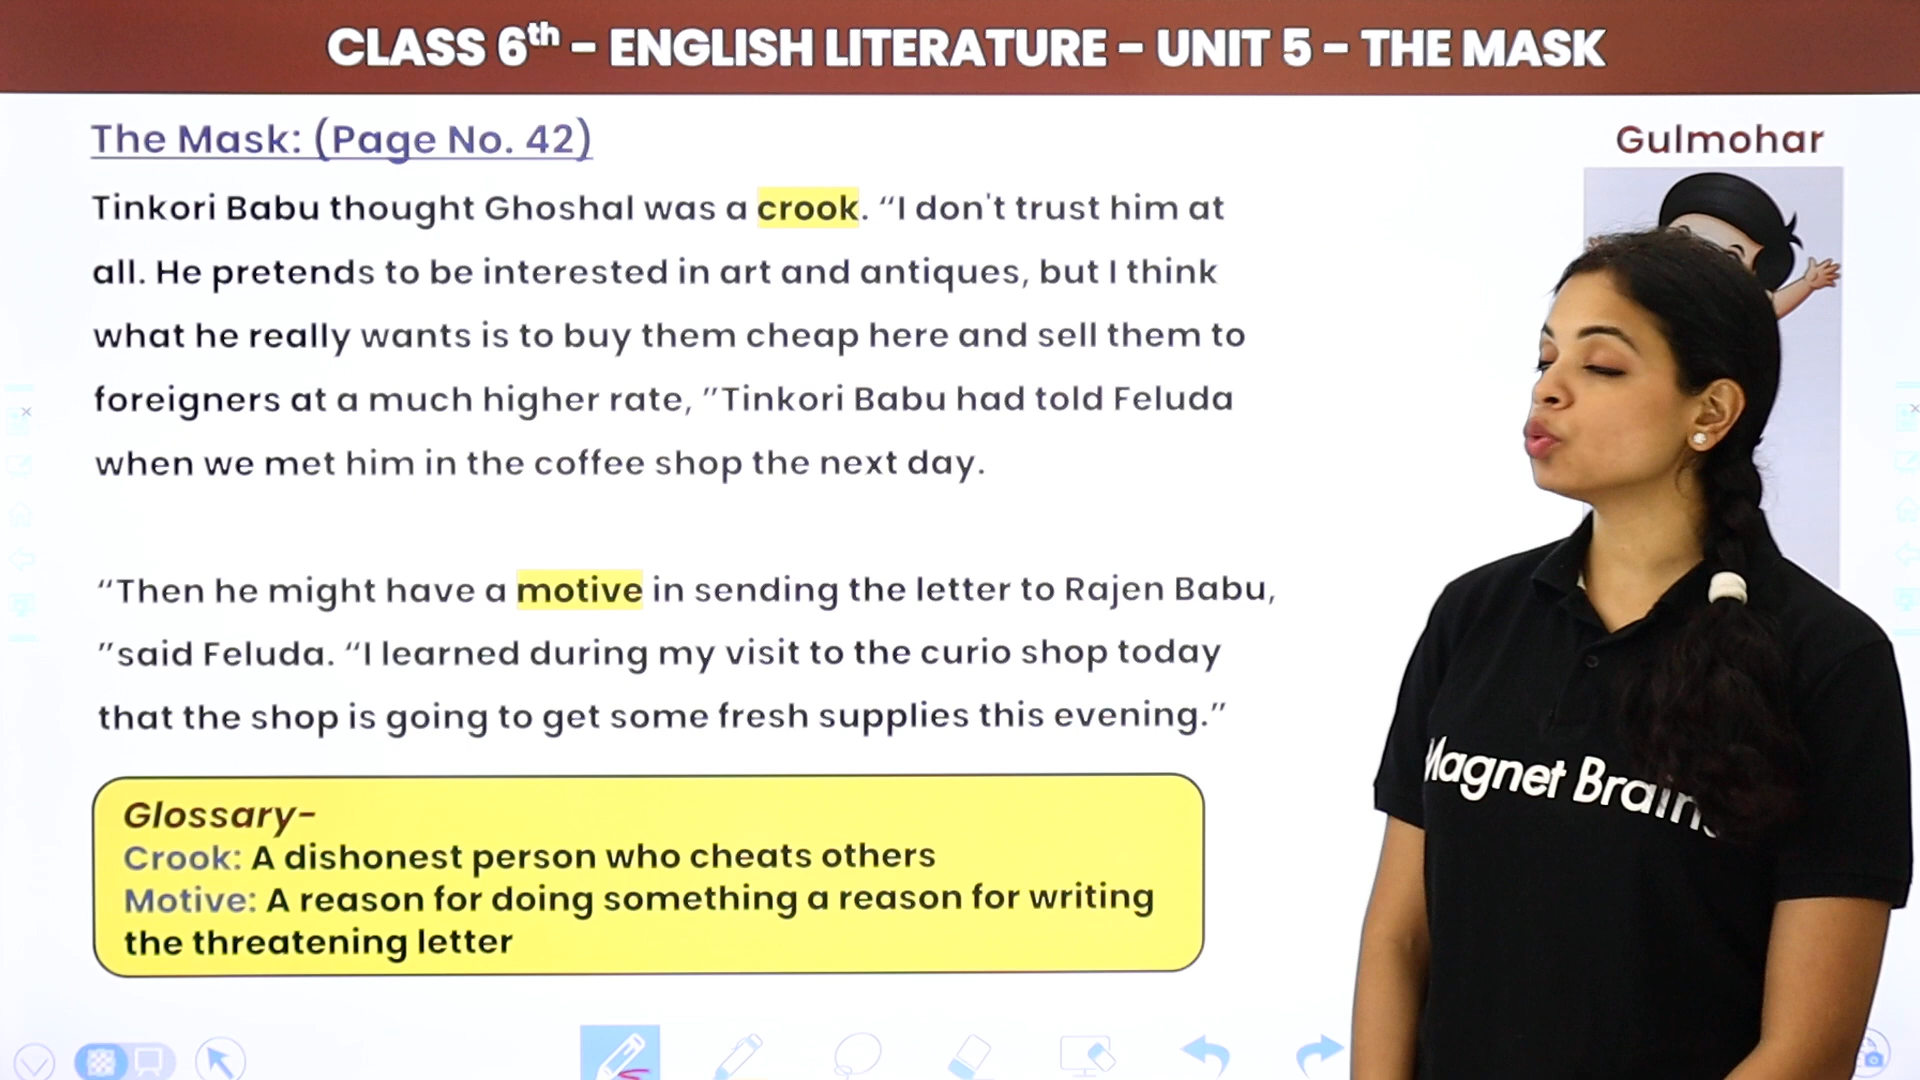 CLASS 6th – ENGLISH LITERATURE – UNIT 5 – THE MASK
The Mask: (Page No. 42)
Gulmohar
Tinkori Babu thought Ghoshal was a crook. “I don't trust him at
all. He pretends to be interested in art and antiques, but I think
what he really wants is to buy them cheap here and sell them to
foreigners at a much higher rate, ”Tinkori Babu had told Feluda
when we met him in the coffee shop the next day.
“Then he might have a motive in sending the letter to Rajen Babu,
”said Feluda. “I learned during my visit to the curio shop today
that the shop is going to get some fresh supplies this evening.”
Glossary-
Crook: A dishonest person who cheats others
Motive: A reason for doing something a reason for writing
the threatening letter
Magnet Brains